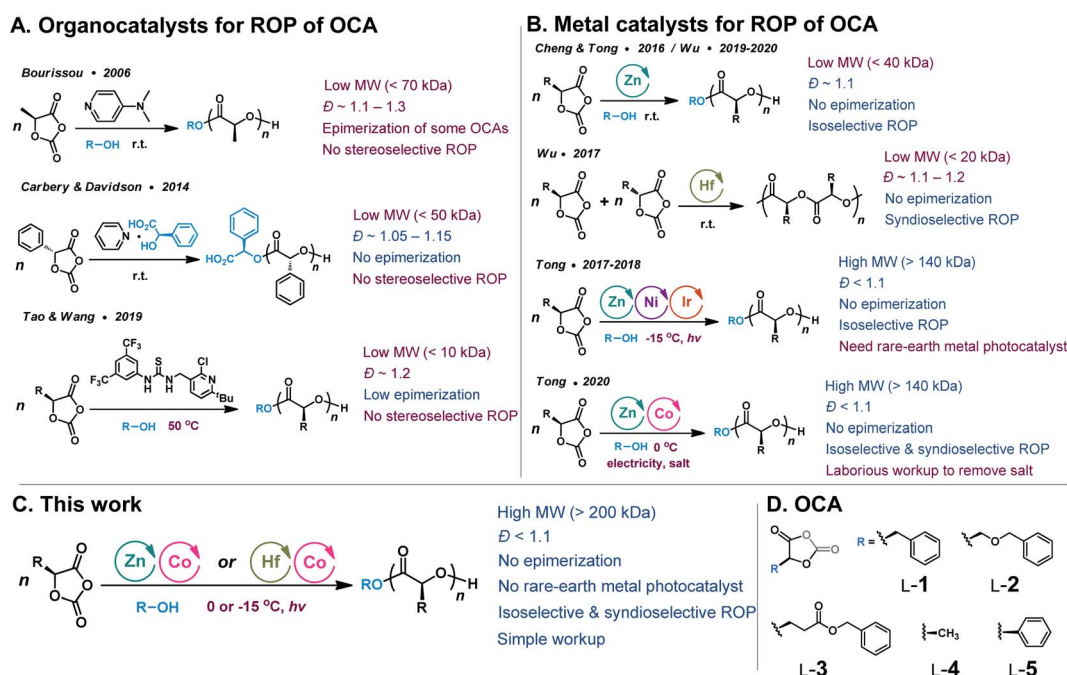 A. Organocatalysts for ROP of OCA
Bourissou • 2006
n
O
O
O
O
N
N
R–OH
r.t.
RO
O
O
H
n
Low MW (< 70 kDa)
Đ ~ 1.1 – 1.3
Epimerization of some OCAs
No stereoselective ROP
Carbery & Davidson • 2014
n
O
O
O
O
N
•
HO₂C
OH
r.t.
HO₂C
O
O
O
H
n
Low MW (< 50 kDa)
Đ ~ 1.05 – 1.15
No epimerization
No stereoselective ROP
Tao & Wang • 2019
n
R
O
O
O
O
CF₃
F₃C
S
N
H
N
H
Cl
N
tBu
R–OH
50 °C
RO
O
R
O
H
n
Low MW (< 10 kDa)
Đ ~ 1.2
Low epimerization
No stereoselective ROP
B. Metal catalysts for ROP of OCA
Cheng & Tong • 2016 / Wu • 2019-2020
n
R
O
O
O
O
Zn
R–OH
r.t.
RO
O
R
O
H
n
Low MW (< 40 kDa)
Đ ~ 1.1
No epimerization
Isoselective ROP
Wu • 2017
R
O
O
O
O
+
n
R
O
O
O
O
Hf
r.t.
O
R
O
O
R
O
n
Low MW (< 20 kDa)
Đ ~ 1.1 – 1.2
No epimerization
Syndioselective ROP
Tong • 2017-2018
n
R
O
O
O
O
Zn
Ni
Ir
R–OH
-15 °C, hv
RO
O
R
O
H
n
High MW (> 140 kDa)
Đ < 1.1
No epimerization
Isoselective ROP
Need rare-earth metal photocatalyst
Tong • 2020
n
R
O
O
O
O
Zn
Co
R–OH
0 °C
electricity, salt
RO
O
R
O
H
n
High MW (> 140 kDa)
Đ < 1.1
No epimerization
Isoselective & syndioselective ROP
Laborious workup to remove salt
C. This work
n
R
O
O
O
O
Zn
Co
or
Hf
Co
R–OH
0 or -15 °C, hv
RO
O
R
O
H
n
High MW (> 200 kDa)
Đ < 1.1
No epimerization
No rare-earth metal photocatalyst
Isoselective & syndioselective ROP
Simple workup
D. OCA
O
O
O
O
R
R =
L-1
O
L-2
O
O
L-3
CH₃
L-4
L-5